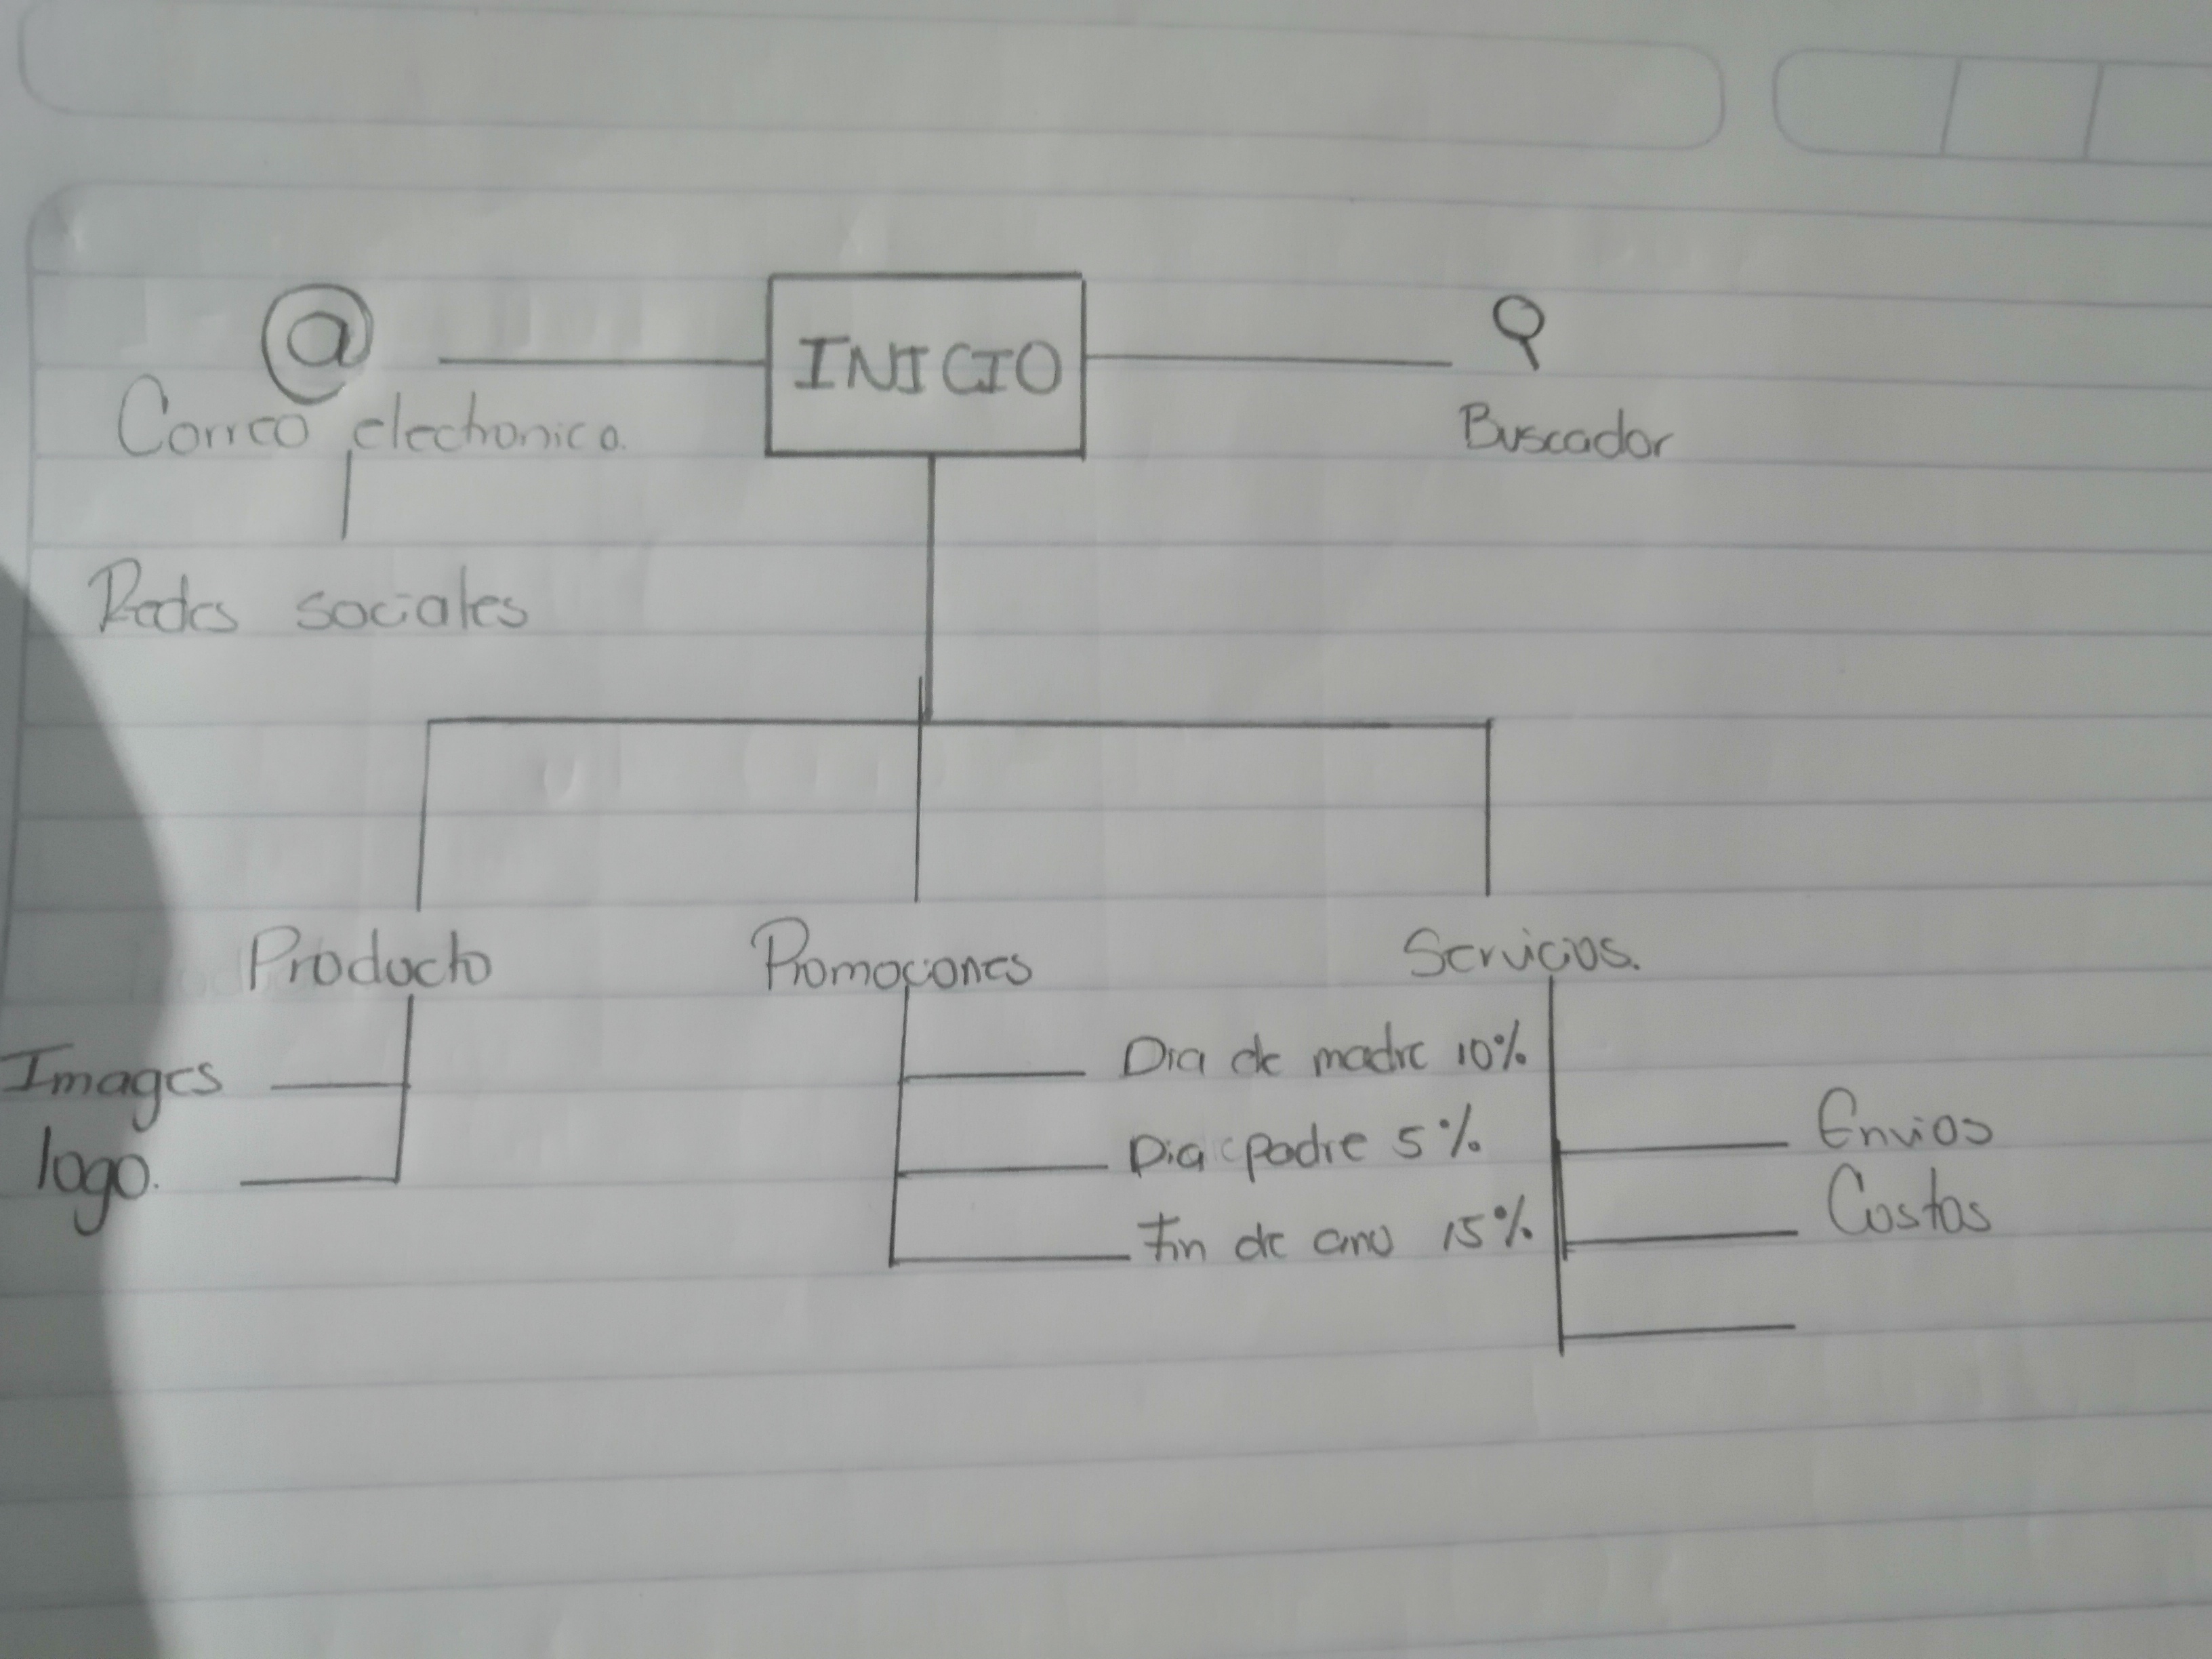 @
INICIO
Correo electronico.
Buscador
Redes sociales
Producto
Promociones
Servicios.
Images
logo.
Dia de madre 10%
Dia padre 5%
Fin de ano 15%
Envios
Costos